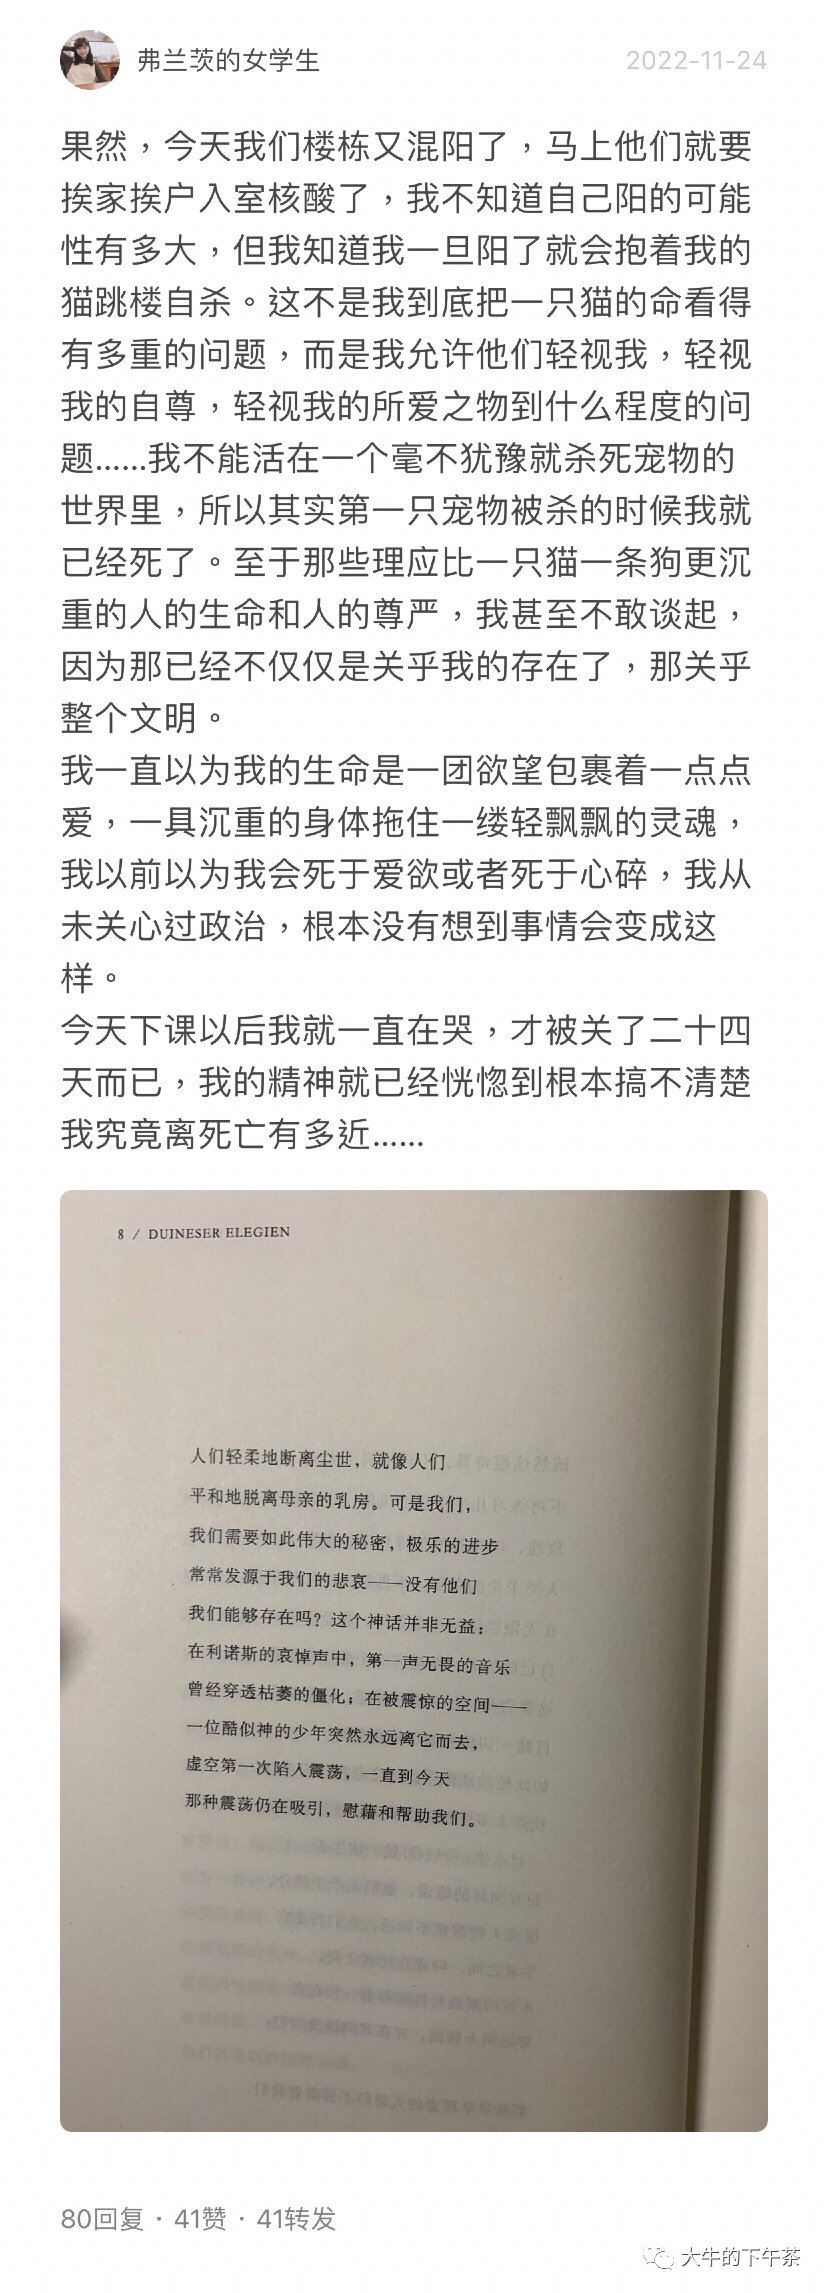 弗兰茨的女学生
2022-11-24
果然，今天我们楼栋又混阳了，马上他们就要
挨家挨户入室核酸了，我不知道自己阳的可能
性有多大，但我知道我一旦阳了就会抱着我的
猫跳楼自杀。这不是我到底把一只猫的命看得
有多重的问题，而是我允许他们轻视我，轻视
我的自尊，轻视我的所爱之物到什么程度的问
题……我不能活在一个毫不犹豫就杀死宠物的
世界里，所以其实第一只宠物被杀的时候我就
已经死了。至于那些理应比一只猫一条狗更沉
重的人的生命和人的尊严，我甚至不敢谈起，
因为那已经不仅仅是关乎我的存在了，那关乎
整个文明。
我一直以为我的生命是一团欲望包裹着一点点
爱，一具沉重的身体拖住一缕轻飘飘的灵魂，
我以前以为我会死于爱欲或者死于心碎，我从
未关心过政治，根本没有想到事情会变成这
样。
今天下课以后我就一直在哭，才被关了二十四
天而已，我的精神就已经恍惚到根本搞不清楚
我究竟离死亡有多近……
8 / DUINESER ELEGIEN
人们轻柔地断离尘世，就像人们
平和地脱离母亲的乳房。可是我们，
我们需要如此伟大的秘密，极乐的进步
常常发源于我们的悲哀——没有他们
我们能够存在吗？这个神话并非无益：
在利诺斯的哀悼声中，第一声无畏的音乐
曾经穿透枯萎的僵化；在被震惊的空间——
一位酷似神的少年突然永远离它而去，
虚空第一次陷入震荡，一直到今天
那种震荡仍在吸引，慰藉和帮助我们。
80回复 · 41赞 · 41转发
大牛的下午茶